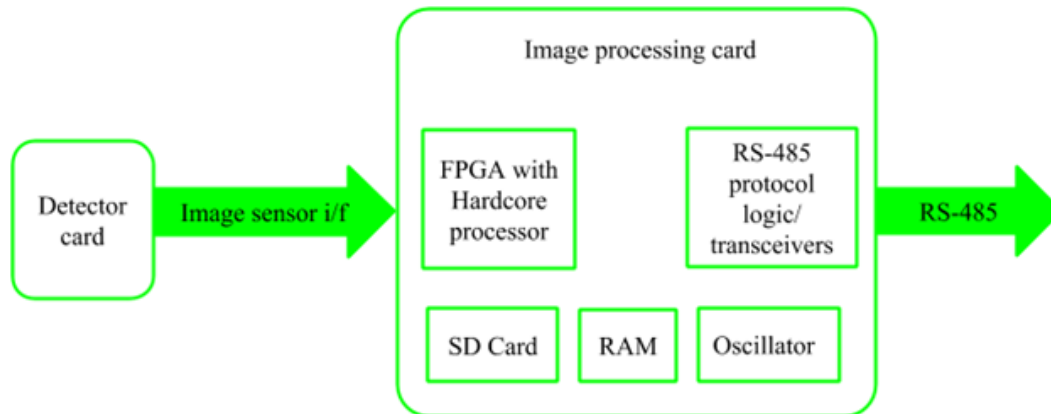 Image processing card
Detector
card
Image sensor i/f
FPGA with
Hardcore
processor
RS-485
protocol
logic/
transceivers
RS-485
SD Card
RAM
Oscillator